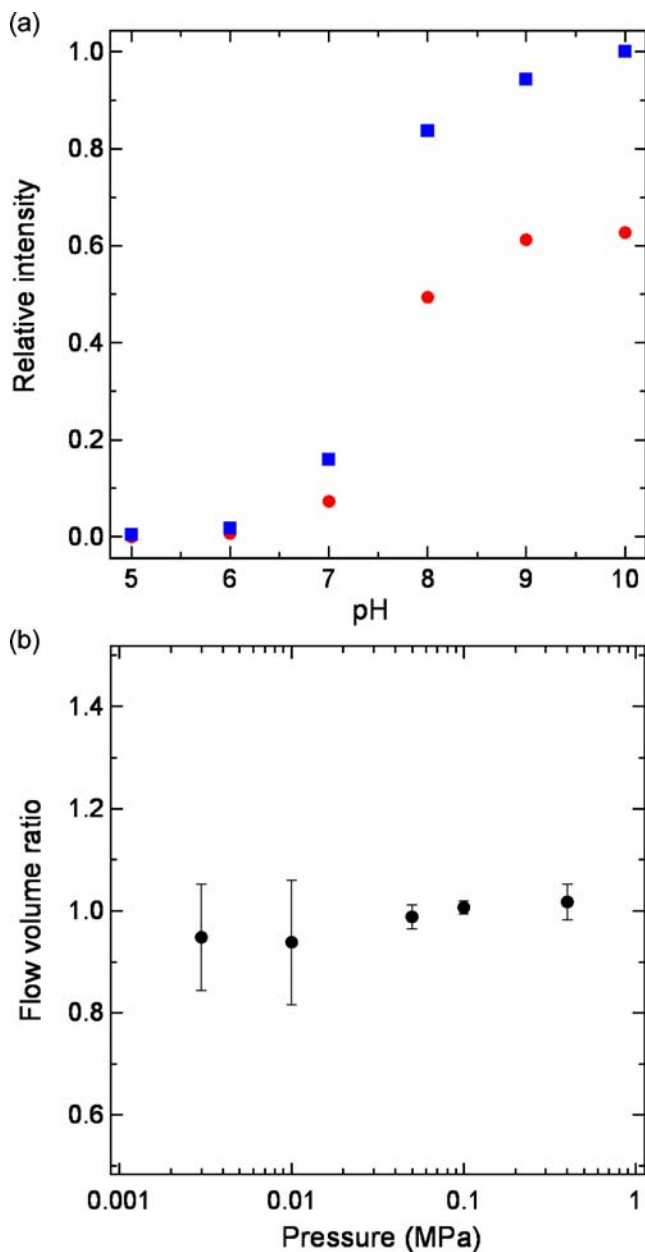 (a)
1.0
0.8
0.6
0.4
0.2
0.0
Relative intensity
5 6 7 8 9 10
pH
(b)
1.4
1.2
1.0
0.8
0.6
Flow volume ratio
0.001 0.01 0.1 1
Pressure (MPa)